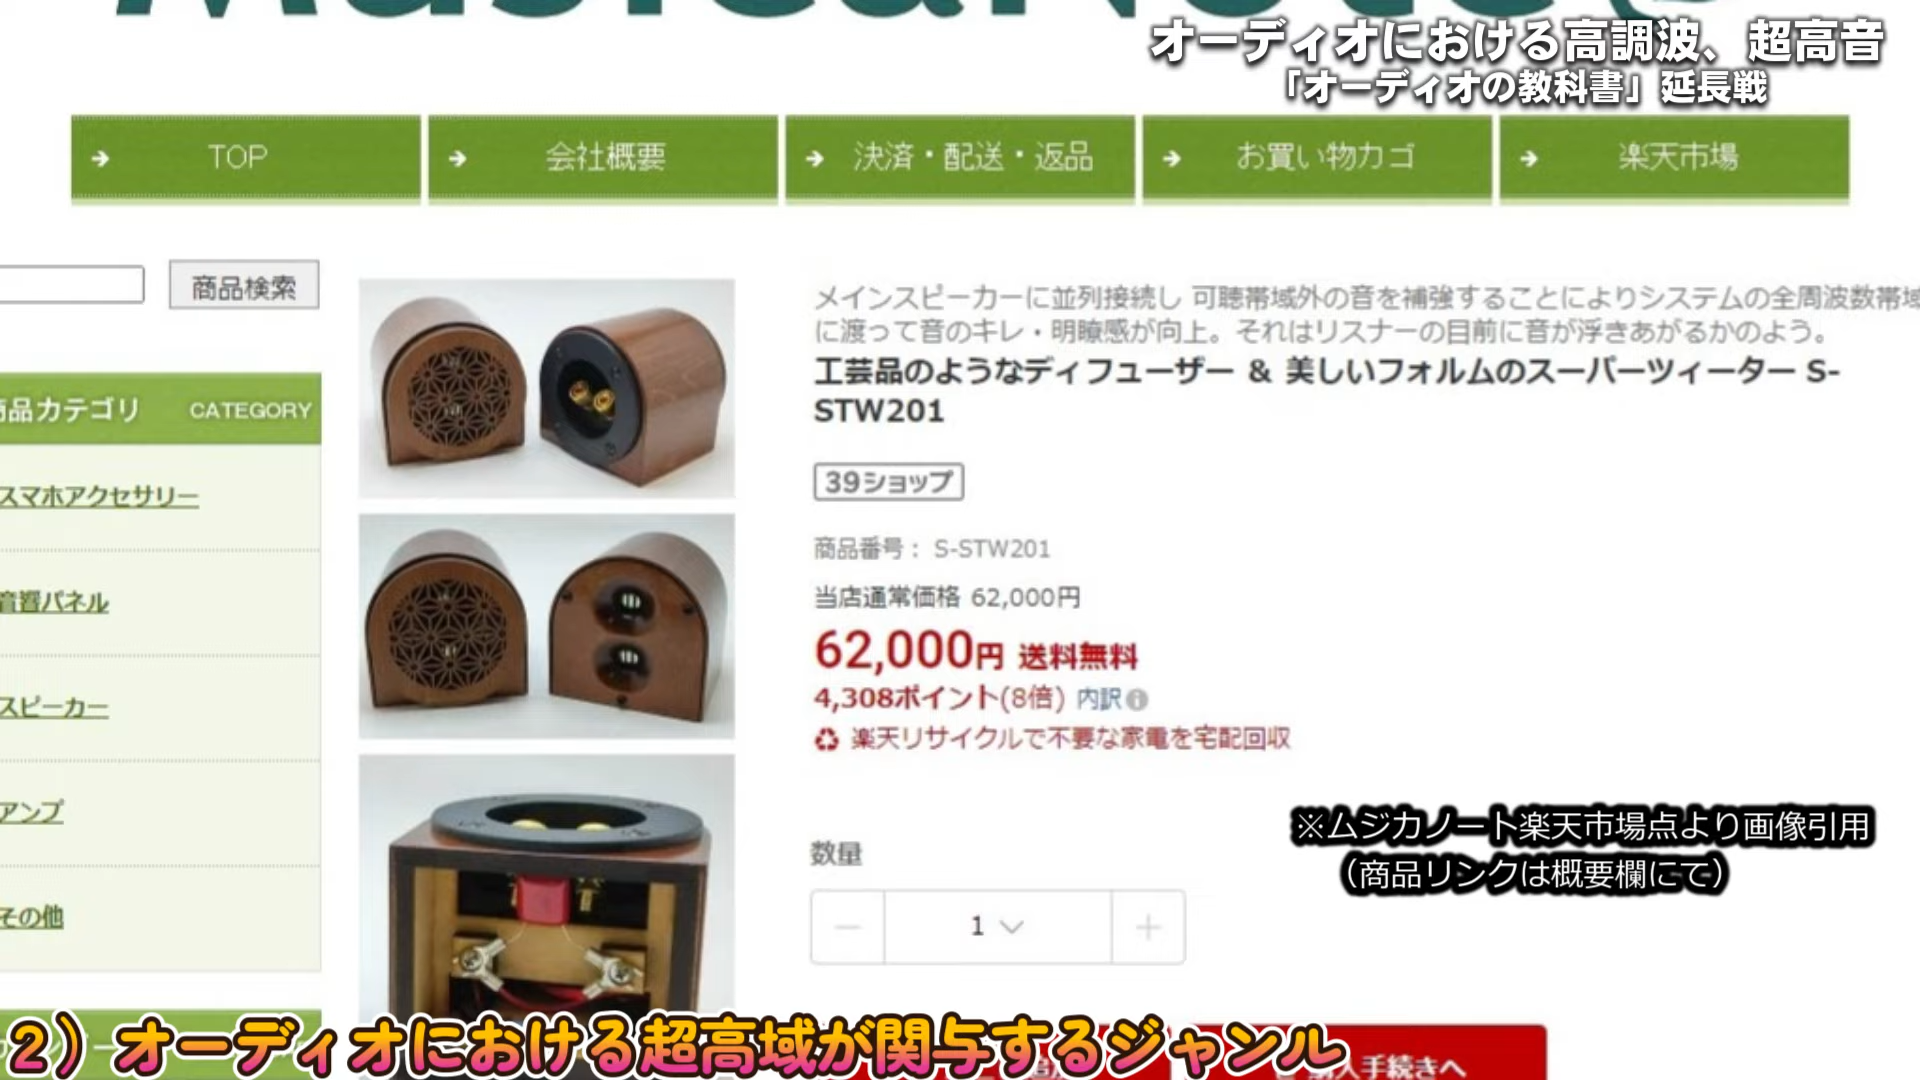 オーディオにおける高調波、超高音
「オーディオの教科書」延長戦
TOP
会社概要
決済・配送・返品
お買い物カゴ
楽天市場
商品検索
メインスピーカーに並列接続し 可聴帯域外の音を補強することによりシステムの全周波数帯域
に渡って音のキレ・明瞭感が向上。それはリスナーの目前に音が浮きあがるかのよう。
工芸品のようなディフューザー & 美しいフォルムのスーパーツィーター S-
STW201
商品カテゴリ CATEGORY
39ショップ
スマホアクセサリー
商品番号： S-STW201
当店通常価格 62,000円
音響パネル
62,000円 送料無料
4,308ポイント(8倍) 内訳
スピーカー
楽天リサイクルで不要な家電を宅配回収
アンプ
※ムジカノート楽天市場点より画像引用
（商品リンクは概要欄にて）
数量
その他
1
2）オーディオにおける超高域が関与するジャンル
手続きへ